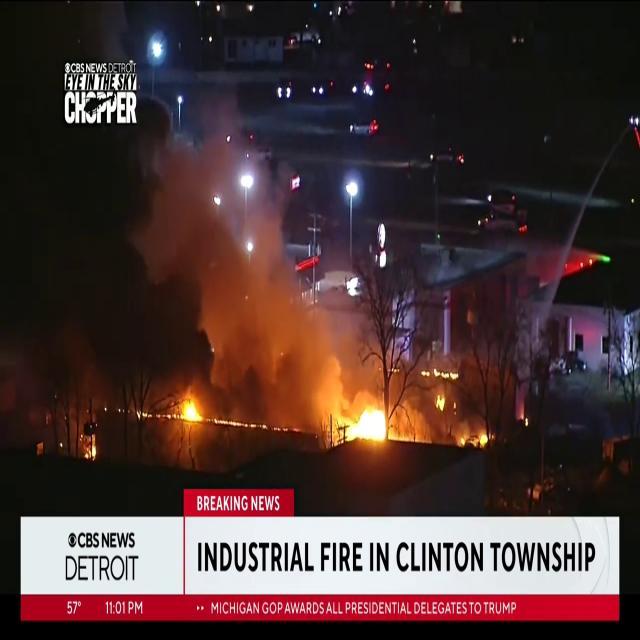 CBS NEWS DETROIT
EYE IN THE SKY
CHOPPER
BREAKING NEWS
CBS NEWS
DETROIT
INDUSTRIAL FIRE IN CLINTON TOWNSHIP
57° 11:01 PM MICHIGAN GOP AWARDS ALL PRESIDENTIAL DELEGATES TO TRUMP